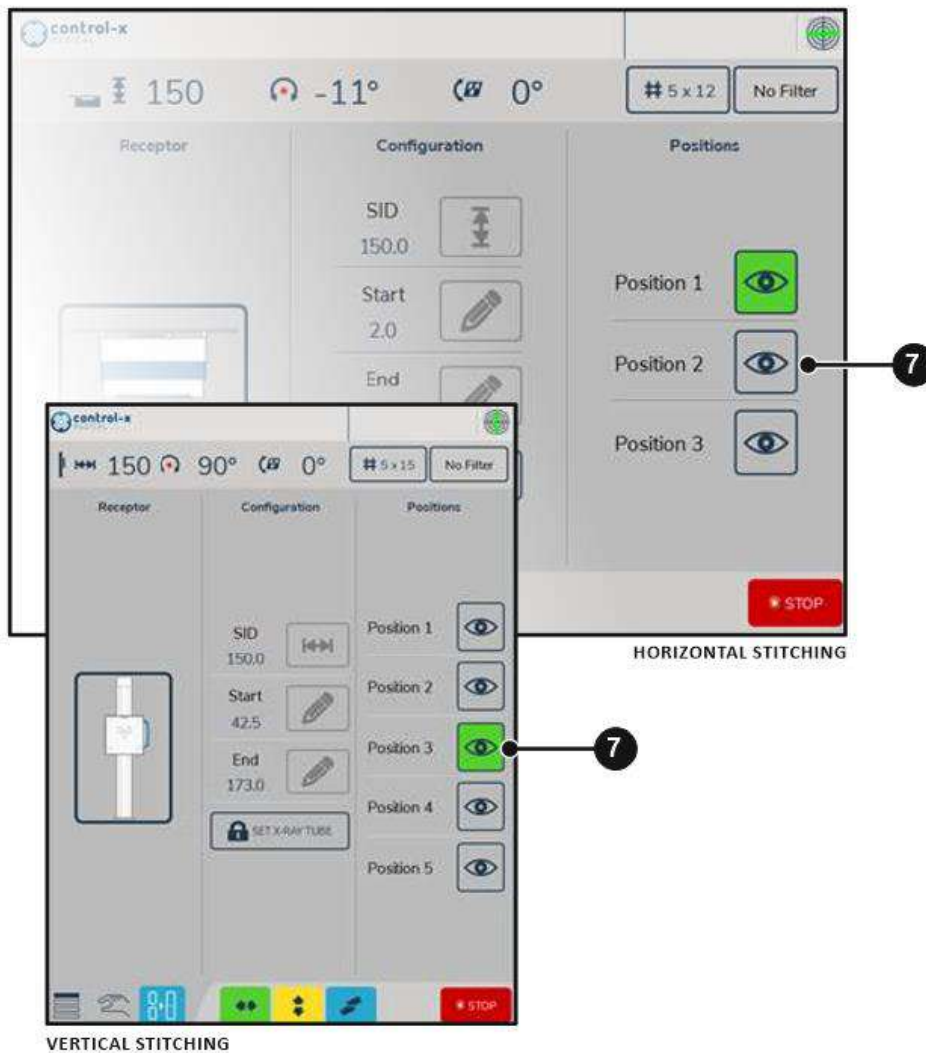 control-x
150 -11° 0° 5 x 12 No Filter
Receptor Configuration Positions
SID
150.0
Start
2.0
End
Position 1
Position 2 7
Position 3
STOP
HORIZONTAL STITCHING
control-x
150 90° 0° 5 x 15 No Filter
Receptor Configuration Positions
SID
150.0
Start
42.5
End
173.0
SET X-RAY TUBE
Position 1
Position 2
Position 3 7
Position 4
Position 5
STOP
VERTICAL STITCHING